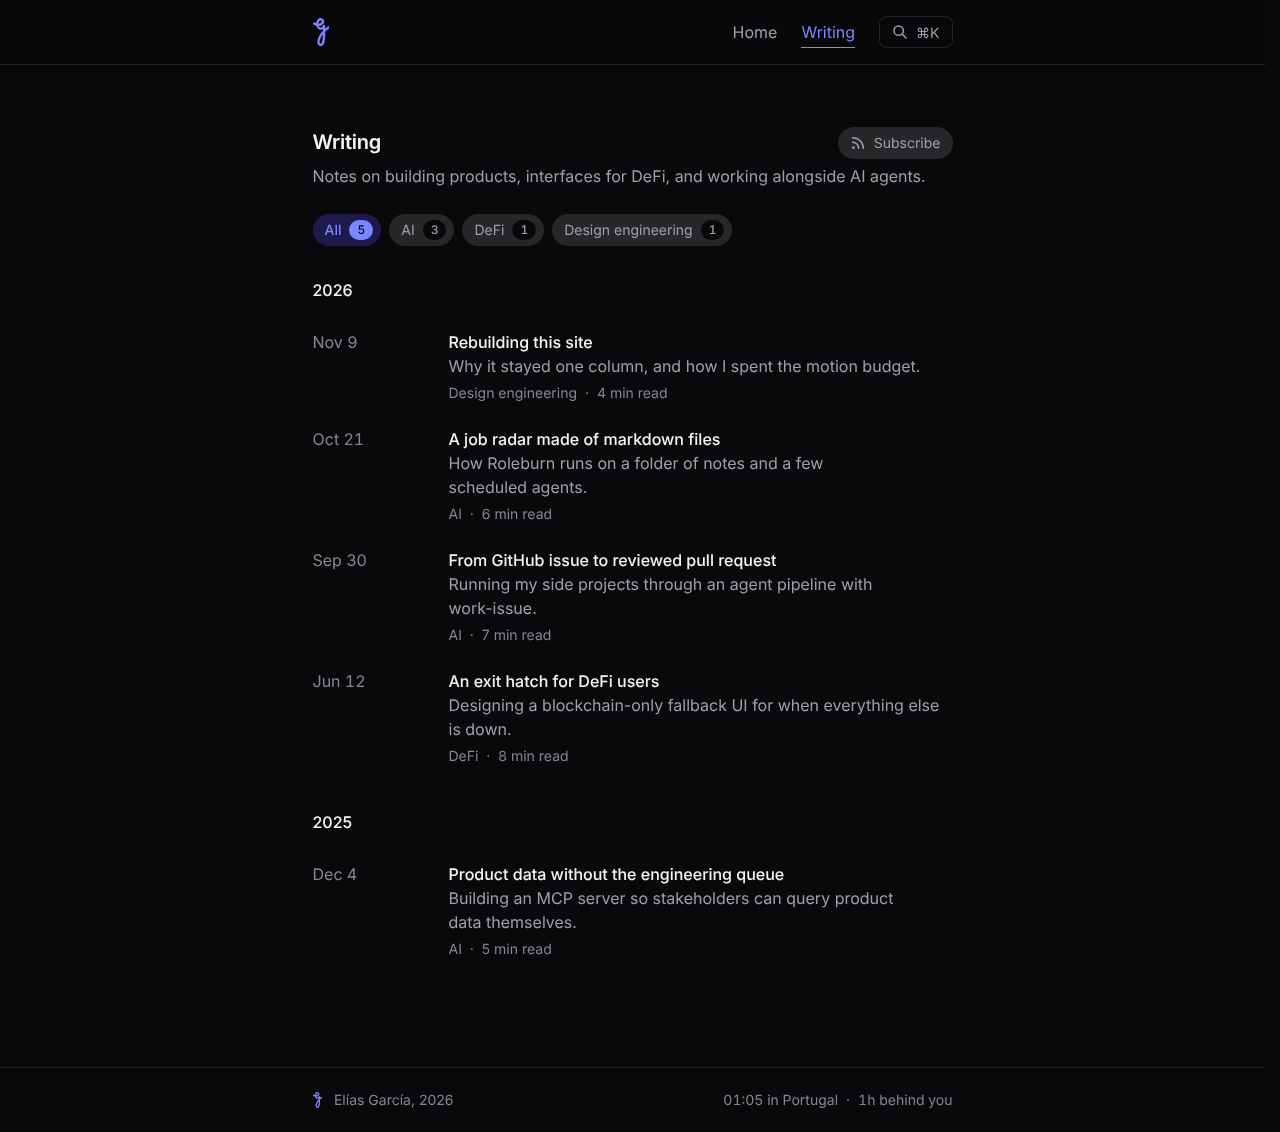 Home Writing ⌘K
Writing Subscribe
Notes on building products, interfaces for DeFi, and working alongside AI agents.
All 5 AI 3 DeFi 1 Design engineering 1
2026
Nov 9 Rebuilding this site
Why it stayed one column, and how I spent the motion budget.
Design engineering · 4 min read
Oct 21 A job radar made of markdown files
How Roleburn runs on a folder of notes and a few
scheduled agents.
AI · 6 min read
Sep 30 From GitHub issue to reviewed pull request
Running my side projects through an agent pipeline with
work-issue.
AI · 7 min read
Jun 12 An exit hatch for DeFi users
Designing a blockchain-only fallback UI for when everything else
is down.
DeFi · 8 min read
2025
Dec 4 Product data without the engineering queue
Building an MCP server so stakeholders can query product
data themselves.
AI · 5 min read
Elías García, 2026 01:05 in Portugal · 1h behind you